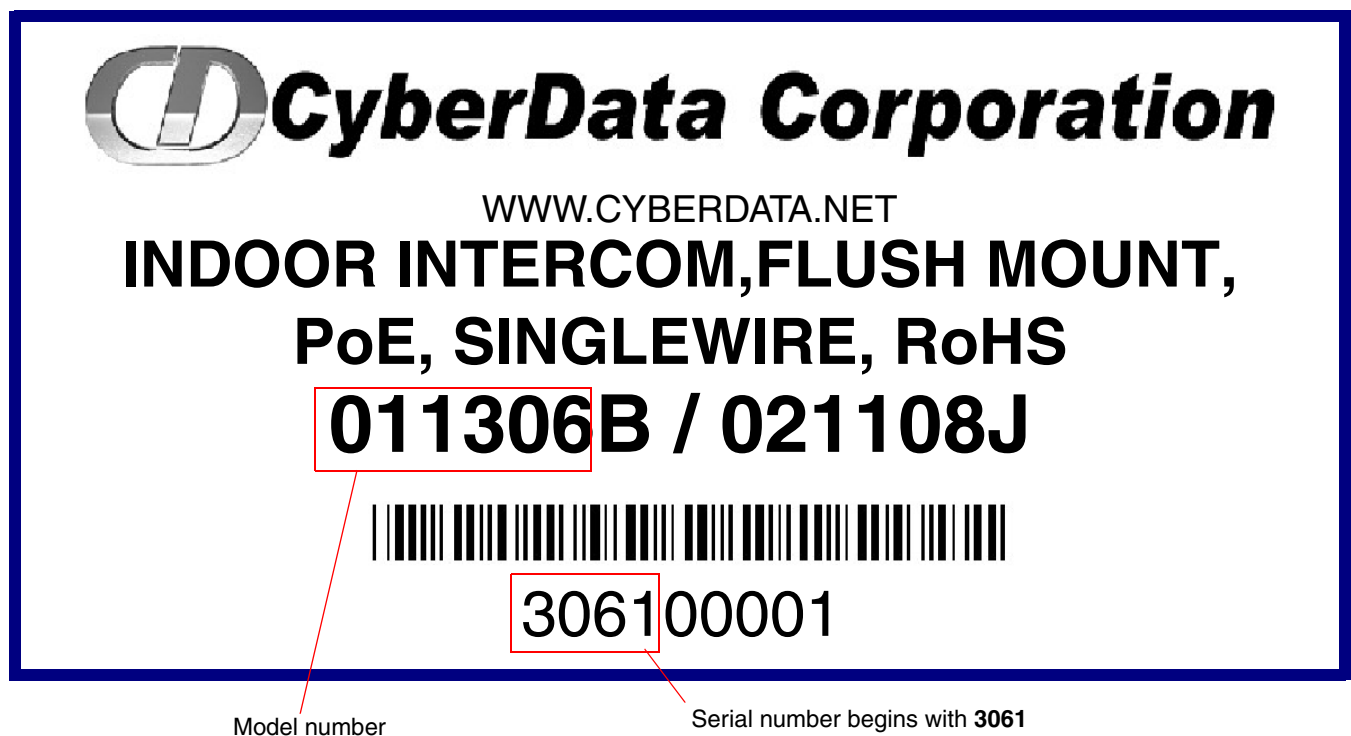 CyberData Corporation
WWW.CYBERDATA.NET
INDOOR INTERCOM,FLUSH MOUNT,
PoE, SINGLEWIRE, RoHS
011306B / 021108J
306100001
Model number
Serial number begins with 3061